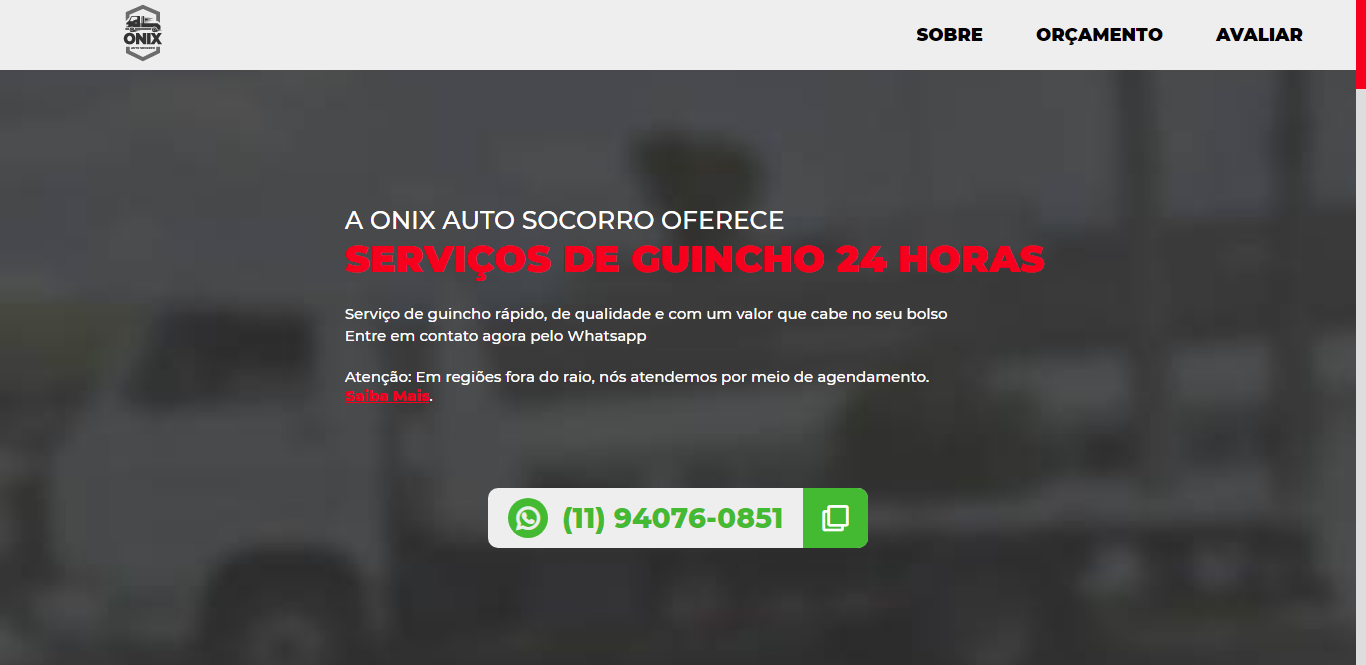 ONIX
AUTO SOCORRO
SOBRE
ORÇAMENTO
AVALIAR
A ONIX AUTO SOCORRO OFERECE
SERVIÇOS DE GUINCHO 24 HORAS
Serviço de guincho rápido, de qualidade e com um valor que cabe no seu bolso
Entre em contato agora pelo Whatsapp
Atenção: Em regiões fora do raio, nós atendemos por meio de agendamento.
Saiba Mais.
(11) 94076-0851